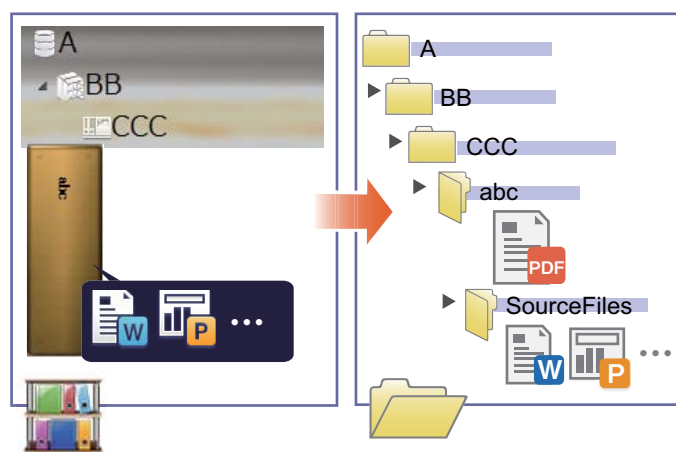 A
BB
CCC
abc
W P ...
A
BB
CCC
abc
PDF
SourceFiles
W P ...